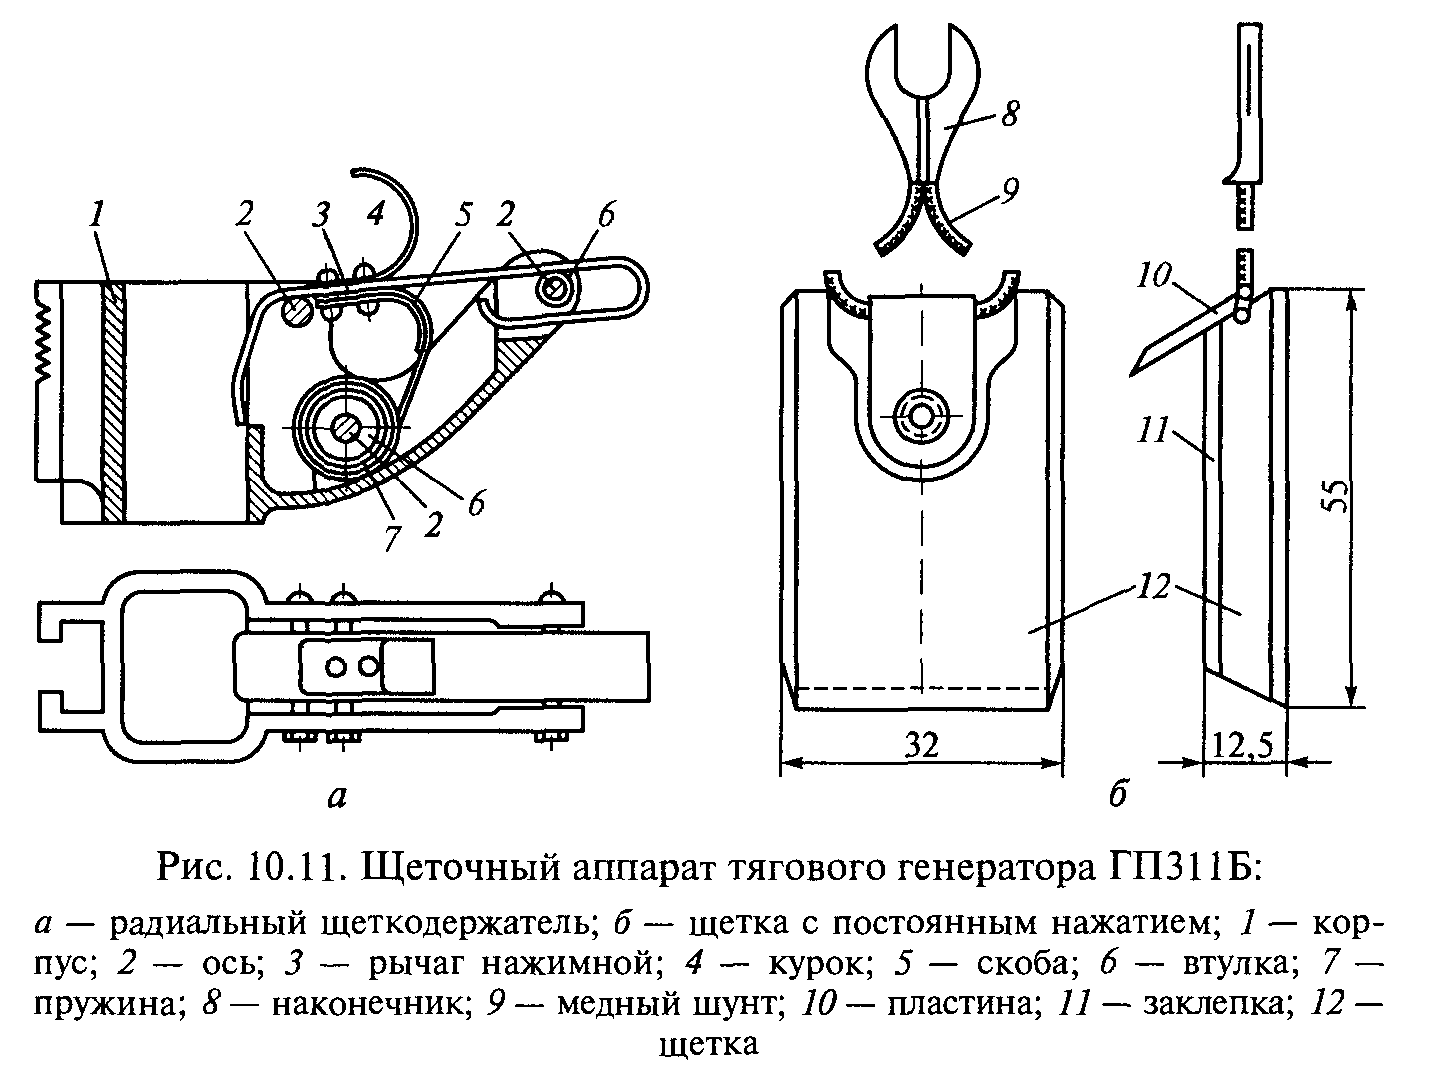 8
9
1 2 3 4 5 2 6
10
11
55
6
7 2
12
32 12,5
а б
Рис. 10.11. Щеточный аппарат тягового генератора ГП311Б:
а — радиальный щеткодержатель; б — щетка с постоянным нажатием; 1 — кор-
пус; 2 — ось; 3 — рычаг нажимной; 4 — курок; 5 — скоба; 6 — втулка; 7 —
пружина; 8 — наконечник; 9 — медный шунт; 10 — пластина; 11 — заклепка; 12 —
щетка